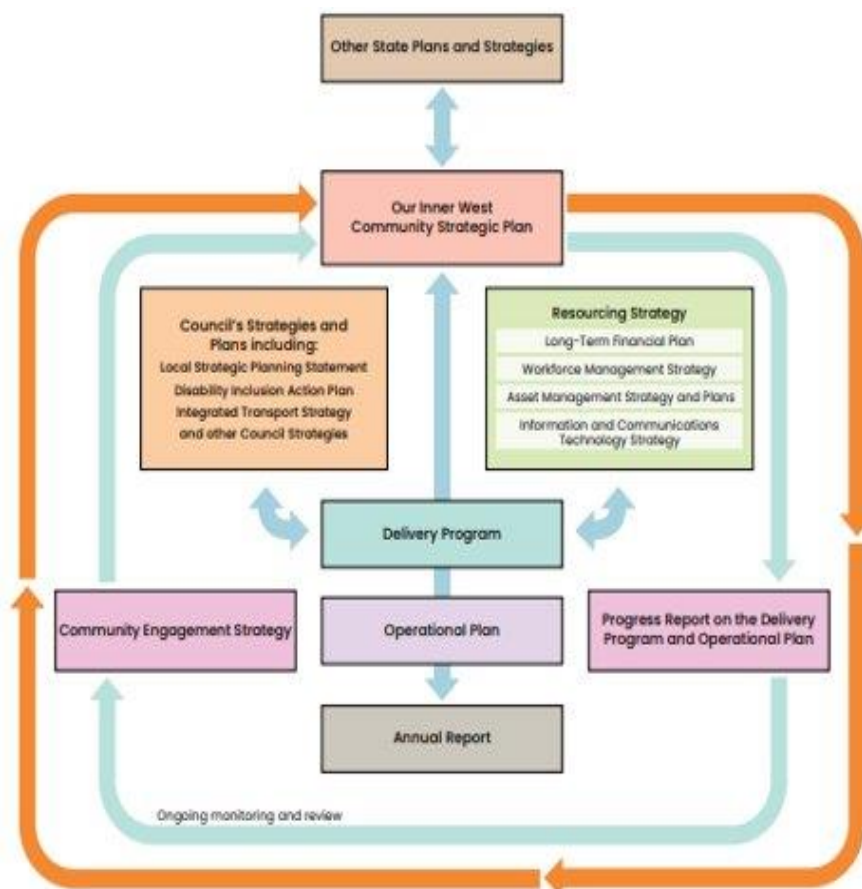 Other State Plans and Strategies
Our Inner West
Community Strategic Plan
Council's Strategies and
Plans including:
Local Strategic Planning Statement
Disability Inclusion Action Plan
Integrated Transport Strategy
and other Council Strategies
Resourcing Strategy
Long-Term Financial Plan
Workforce Management Strategy
Asset Management Strategy and Plans
Information and Communications
Technology Strategy
Delivery Program
Community Engagement Strategy
Operational Plan
Progress Report on the Delivery
Program and Operational Plan
Annual Report
Ongoing monitoring and review